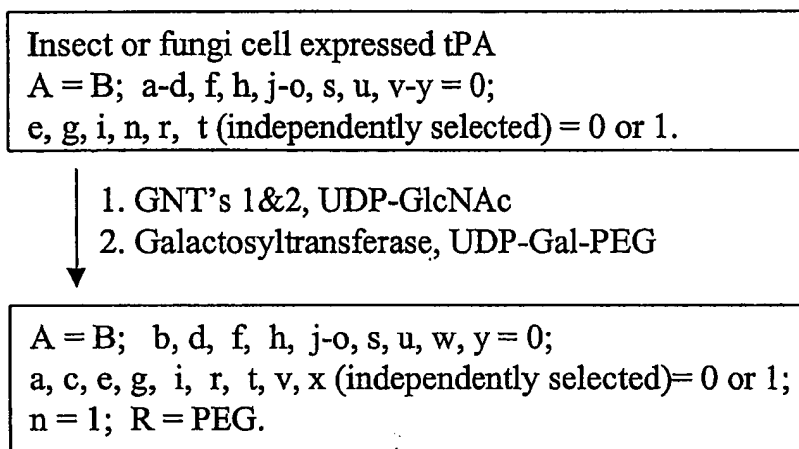 Insect or fungi cell expressed tPA
A = B; a-d, f, h, j-o, s, u, v-y = 0;
e, g, i, n, r, t (independently selected) = 0 or 1.
1. GNT's 1&2, UDP-GlcNAc
2. Galactosyltransferase, UDP-Gal-PEG
A = B; b, d, f, h, j-o, s, u, w, y = 0;
a, c, e, g, i, r, t, v, x (independently selected)= 0 or 1;
n = 1; R = PEG.